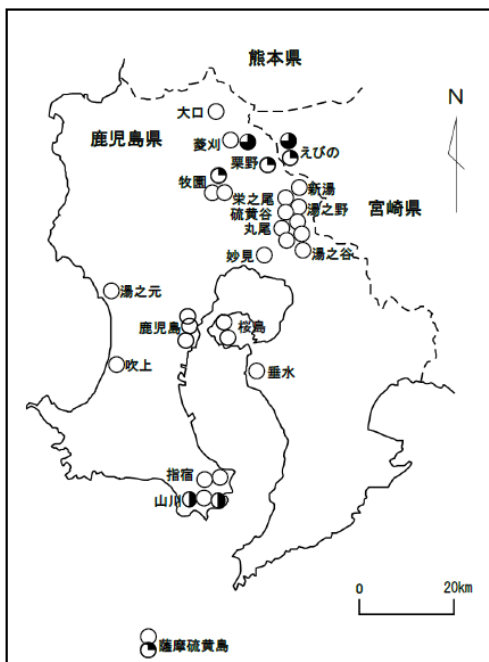 熊本県
N
大口
鹿児島県
菱刈
えびの
栗野
牧園
新湯
栄之尾
湯之野
硫黄谷
宮崎県
丸尾
湯之谷
妙見
湯之元
鹿児島
桜島
吹上
垂水
指宿
山川
0 20km
薩摩硫黄島